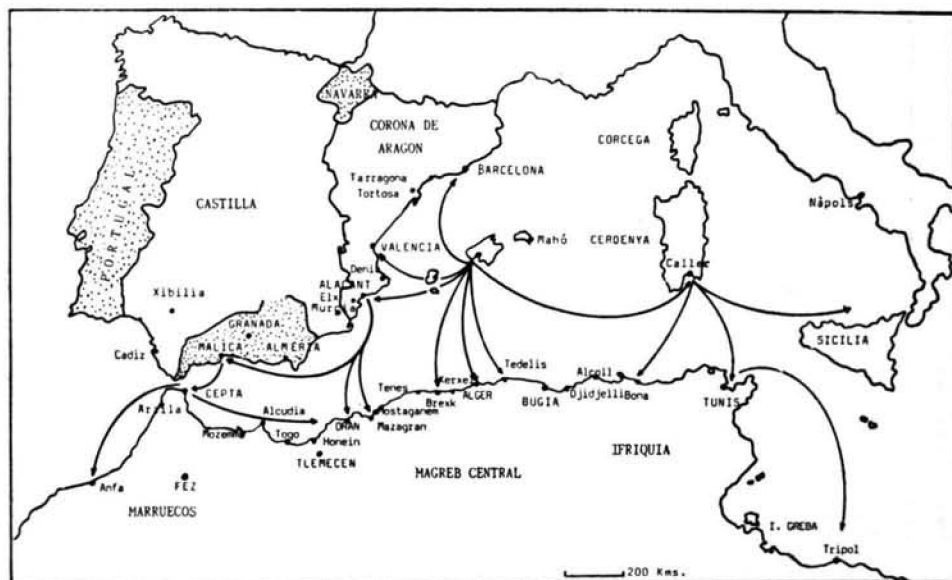 NAVARRA
CORONA DE
ARAGON
CORCEGA
BARCELONA
Tarragona
Tortosa
PORTUGAL
CASTILLA
Nàpols
VALENCIA
Mahó
CERDENYA
Denia
Caller
ALACANT
Elx
Murcia
Xibilia
GRANADA
MALICA
ALMERIA
SICILIA
Cadiz
Tedelis
Alcoll
Xerxel
Tenes
CEPTA
Brexk
ALGER
BUGIA
Djidjelli
Bona
TUNIS
Arzilla
Alcudia
Mostaganem
ORAN
Mazagran
Mozemma
Togo
Honein
TLEMECEN
IFRIQUIA
MAGREB CENTRAL
Anfa
FEZ
MARRUECOS
I. GREBA
Tripol
200 Kms.